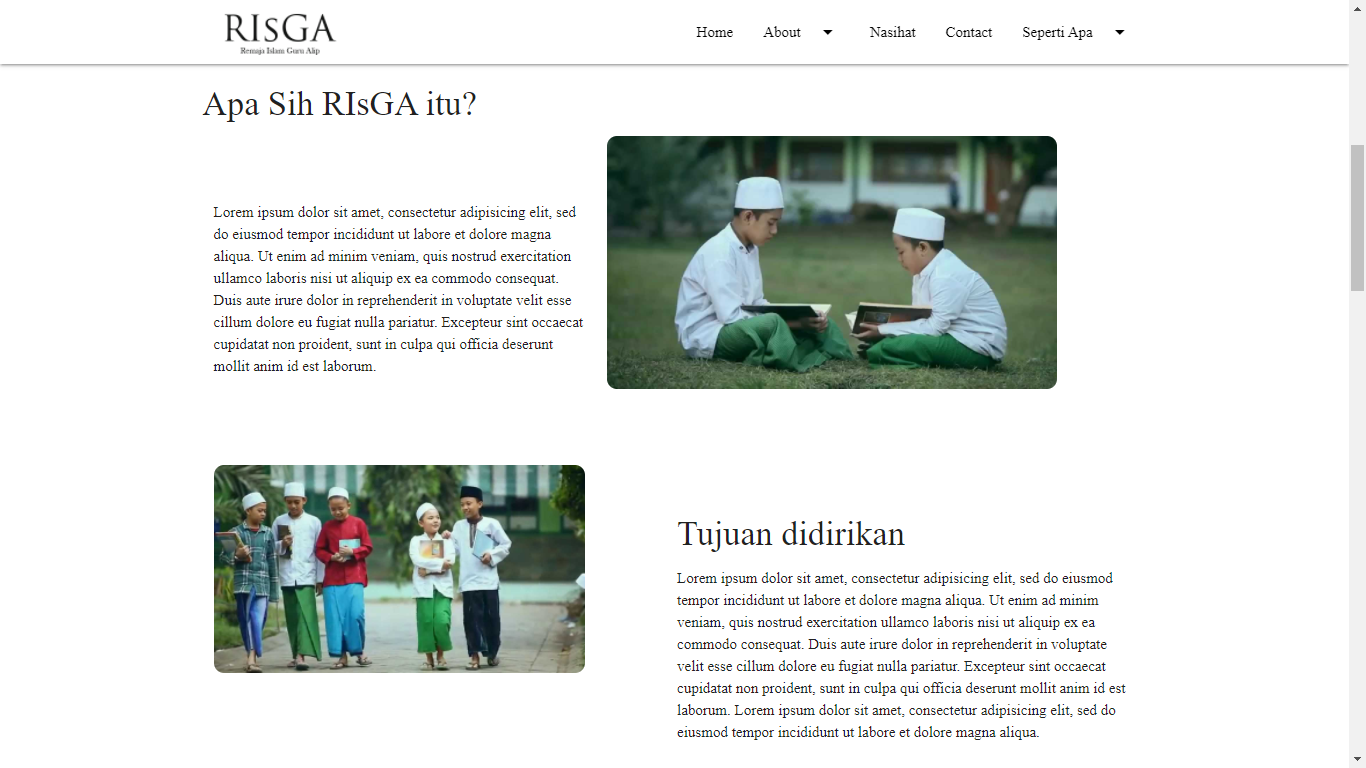 RIsGA
Remaja Islam Guru Alip
Home About Nasihat Contact Seperti Apa
Apa Sih RIsGA itu?
Lorem ipsum dolor sit amet, consectetur adipisicing elit, sed
do eiusmod tempor incididunt ut labore et dolore magna
aliqua. Ut enim ad minim veniam, quis nostrud exercitation
ullamco laboris nisi ut aliquip ex ea commodo consequat.
Duis aute irure dolor in reprehenderit in voluptate velit esse
cillum dolore eu fugiat nulla pariatur. Excepteur sint occaecat
cupidatat non proident, sunt in culpa qui officia deserunt
mollit anim id est laborum.
Tujuan didirikan
Lorem ipsum dolor sit amet, consectetur adipisicing elit, sed do eiusmod
tempor incididunt ut labore et dolore magna aliqua. Ut enim ad minim
veniam, quis nostrud exercitation ullamco laboris nisi ut aliquip ex ea
commodo consequat. Duis aute irure dolor in reprehenderit in voluptate
velit esse cillum dolore eu fugiat nulla pariatur. Excepteur sint occaecat
cupidatat non proident, sunt in culpa qui officia deserunt mollit anim id est
laborum. Lorem ipsum dolor sit amet, consectetur adipisicing elit, sed do
eiusmod tempor incididunt ut labore et dolore magna aliqua.